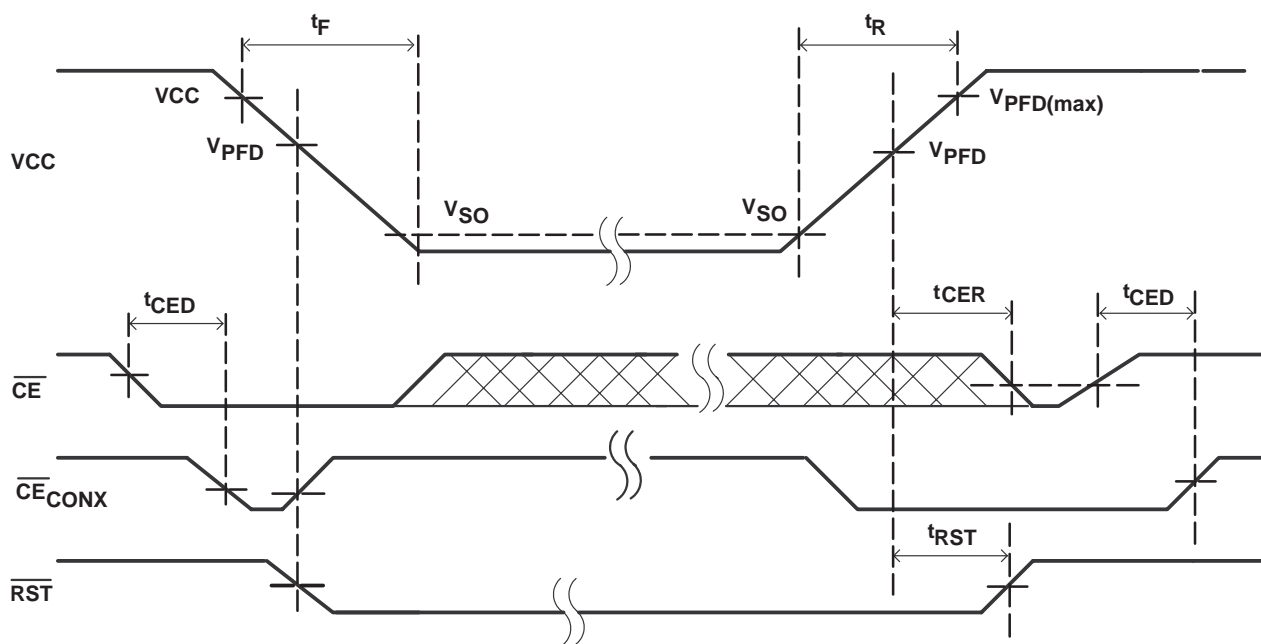 tF
tR
VCC
VPFD(max)
VPFD
VPFD
VCC
VSO
VSO
tCED
tCER
tCED
CE
CECONX
tRST
RST